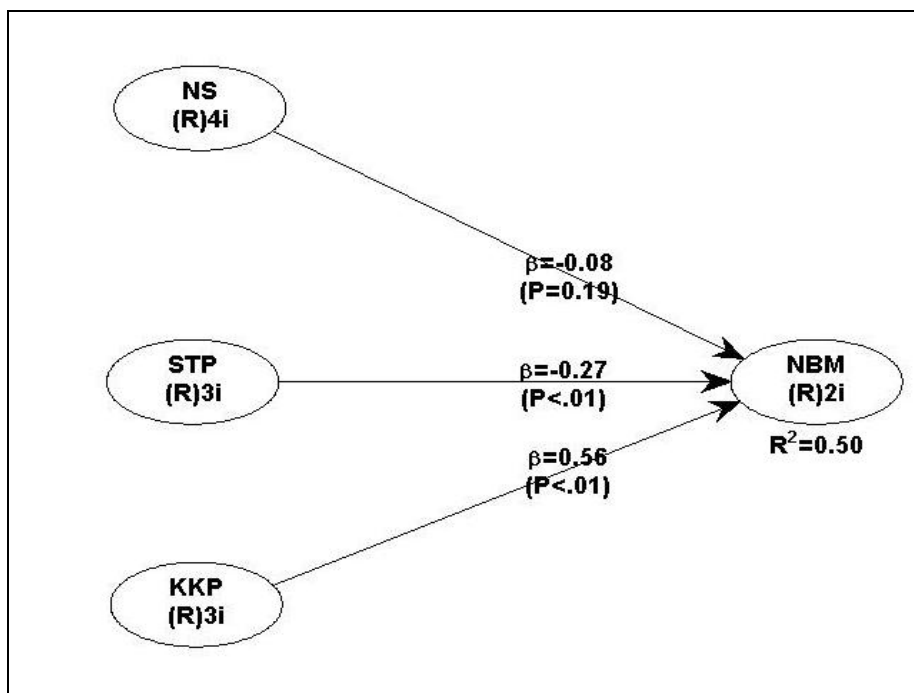 NS
(R)4i
β=-0.08
(P=0.19)
STP
(R)3i
β=-0.27
(P<.01)
NBM
(R)2i
R²=0.50
β=0.56
(P<.01)
KKP
(R)3i